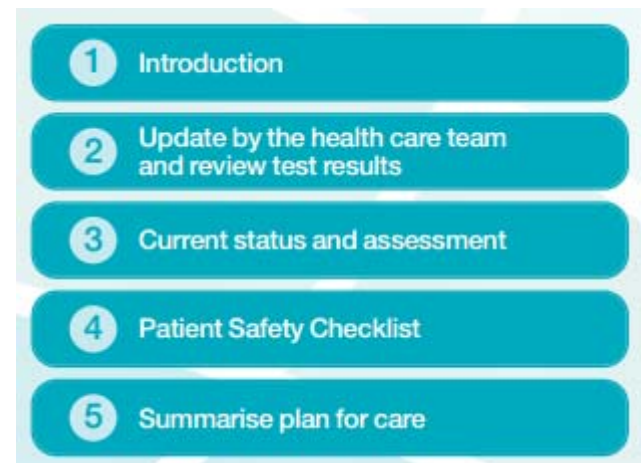 1 Introduction
2 Update by the health care team
and review test results
3 Current status and assessment
4 Patient Safety Checklist
5 Summarise plan for care